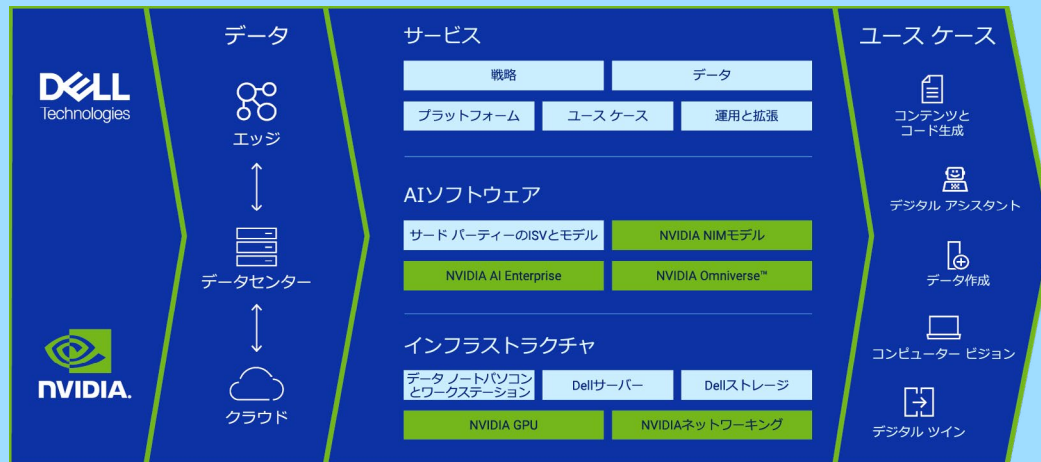 DELL
Technologies
NVIDIA.
データ
エッジ
データセンター
クラウド
サービス
戦略
データ
プラットフォーム
ユース ケース
運用と拡張
AIソフトウェア
サード パーティーのISVとモデル
NVIDIA NIMモデル
NVIDIA AI Enterprise
NVIDIA Omniverse™
インフラストラクチャ
データ ノートパソコン
とワークステーション
Dellサーバー
Dellストレージ
NVIDIA GPU
NVIDIAネットワーキング
ユース ケース
コンテンツと
コード生成
デジタル アシスタント
データ作成
コンピューター ビジョン
デジタル ツイン